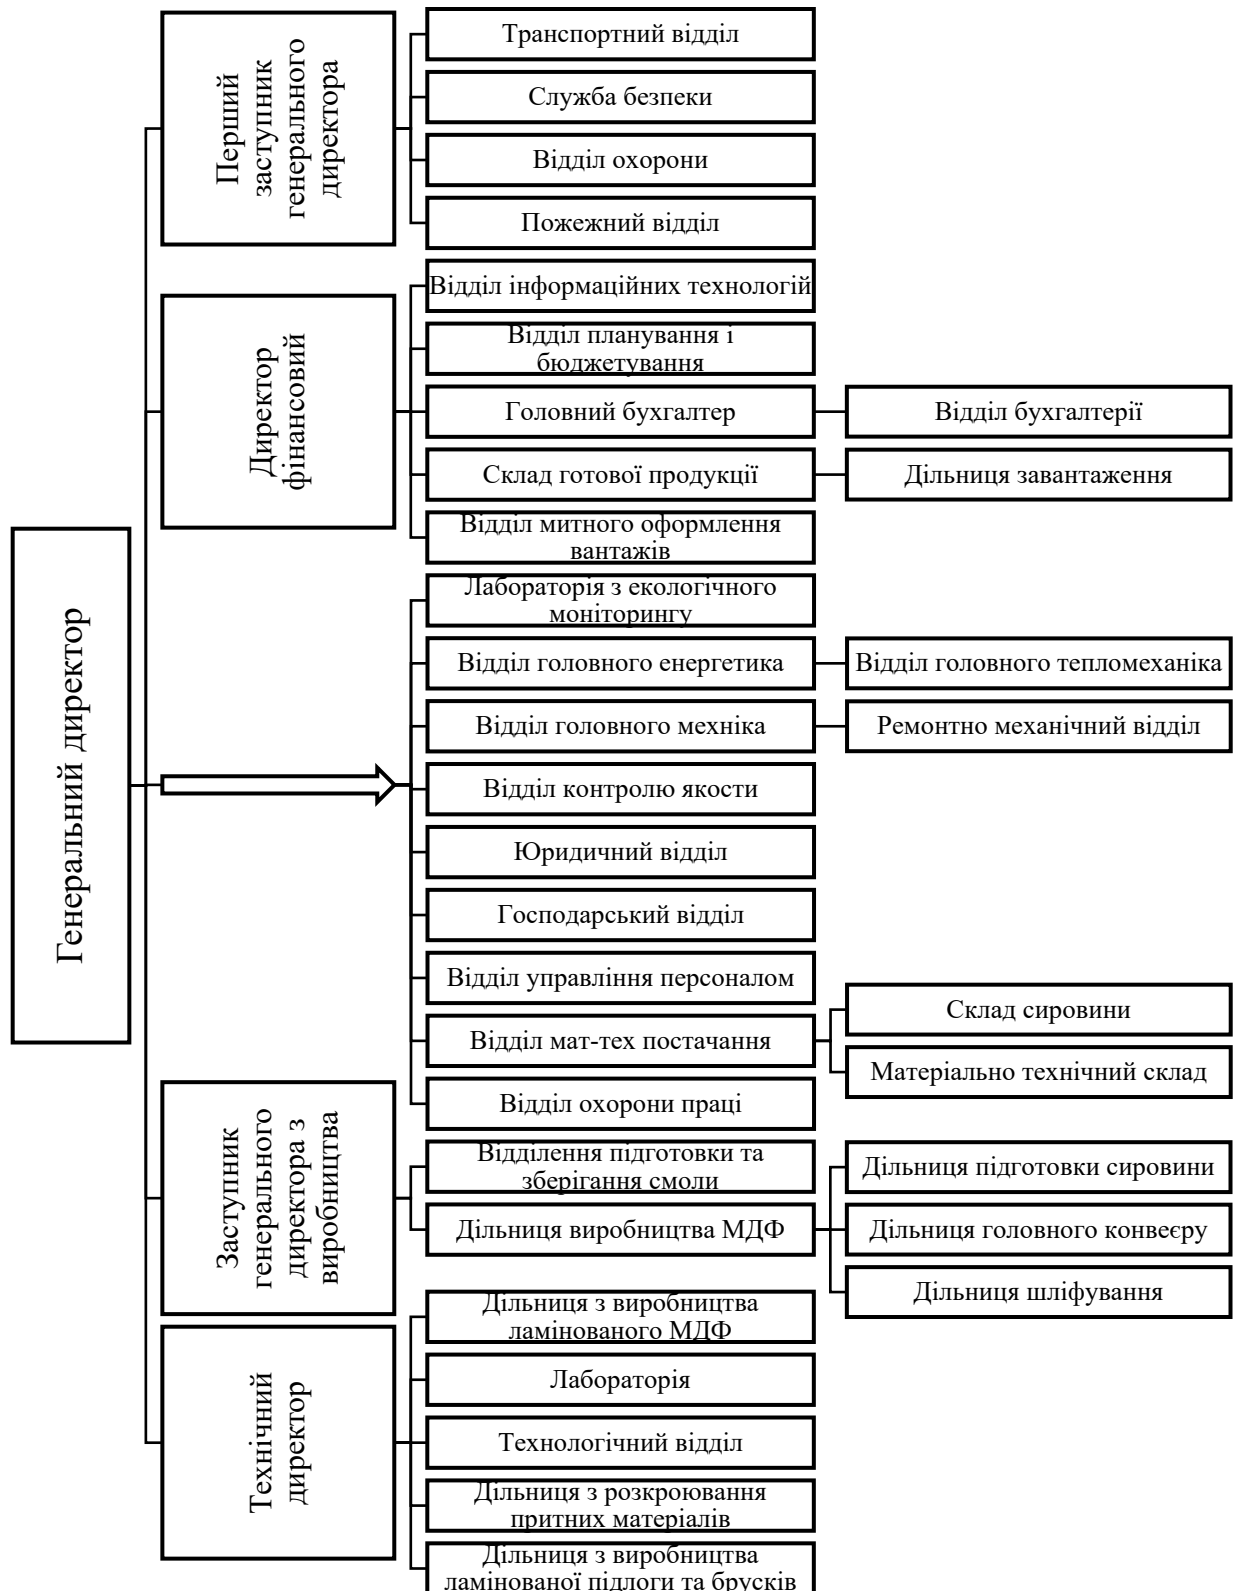 Генеральний директор
Перший
заступник
генерального
директора
Транспортний відділ
Служба безпеки
Відділ охорони
Пожежний відділ
Директор
фінансовий
Відділ інформаційних технологій
Відділ планування і
бюджетування
Головний бухгалтер
Відділ бухгалтерії
Склад готової продукції
Дільниця завантаження
Відділ митного оформлення
вантажів
Лабораторія з екологічного
моніторингу
Відділ головного енергетика
Відділ головного тепломеханіка
Відділ головного мехніка
Ремонтно механічний відділ
Відділ контролю якости
Юридичний відділ
Господарський відділ
Відділ управління персоналом
Відділ мат-тех постачання
Склад сировини
Матеріально технічний склад
Відділ охорони праці
Заступник
генерального
директора з
виробництва
Відділення підготовки та
зберігання смоли
Дільниця виробництва МДФ
Дільниця підготовки сировини
Дільниця головного конвеєру
Дільниця шліфування
Технічний
директор
Дільниця з виробництва
ламінованого МДФ
Лабораторія
Технологічний відділ
Дільниця з розкроювання
притних матеріалів
Дільниця з виробництва
ламінованої підлоги та брусків